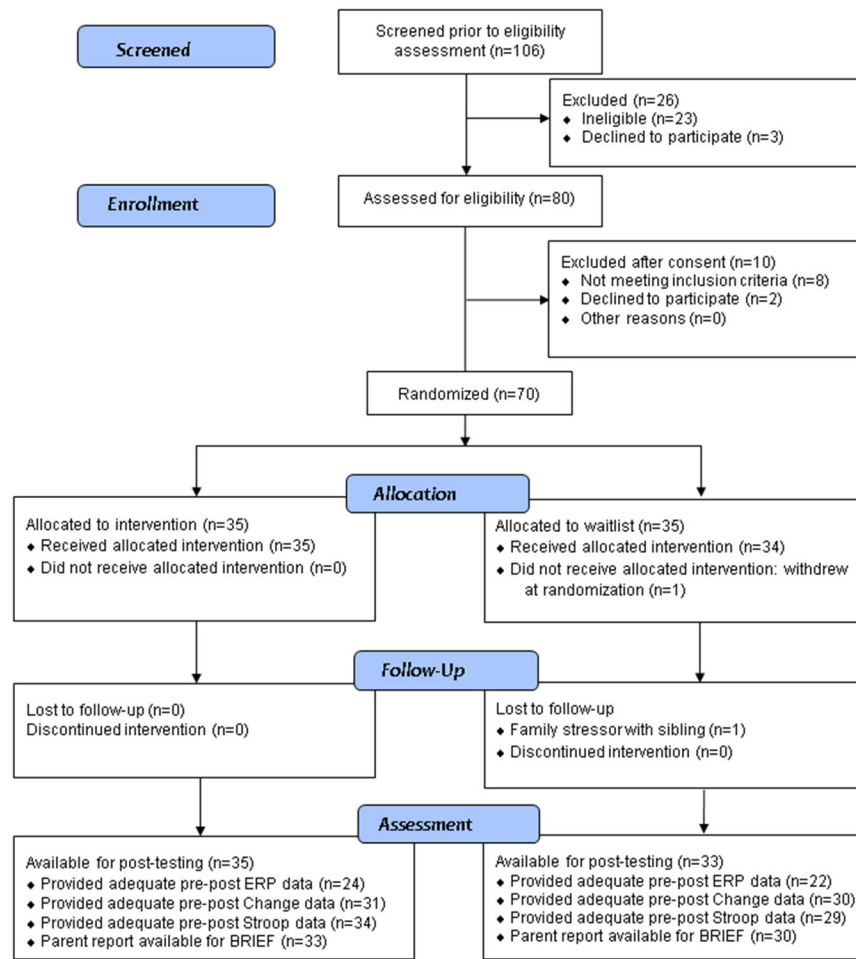 Screened
Screened prior to eligibility
assessment (n=106)
Excluded (n=26)
♦ Ineligible (n=23)
♦ Declined to participate (n=3)
Enrollment
Assessed for eligibility (n=80)
Excluded after consent (n=10)
♦ Not meeting inclusion criteria (n=8)
♦ Declined to participate (n=2)
♦ Other reasons (n=0)
Randomized (n=70)
Allocation
Allocated to intervention (n=35)
♦ Received allocated intervention (n=35)
♦ Did not receive allocated intervention (n=0)
Allocated to waitlist (n=35)
♦ Received allocated intervention (n=34)
♦ Did not receive allocated intervention: withdrew
at randomization (n=1)
Follow-Up
Lost to follow-up (n=0)
Discontinued intervention (n=0)
Lost to follow-up
♦ Family stressor with sibling (n=1)
♦ Discontinued intervention (n=0)
Assessment
Available for post-testing (n=35)
♦ Provided adequate pre-post ERP data (n=24)
♦ Provided adequate pre-post Change data (n=31)
♦ Provided adequate pre-post Stroop data (n=34)
♦ Parent report available for BRIEF (n=33)
Available for post-testing (n=33)
♦ Provided adequate pre-post ERP data (n=22)
♦ Provided adequate pre-post Change data (n=30)
♦ Provided adequate pre-post Stroop data (n=29)
♦ Parent report available for BRIEF (n=30)